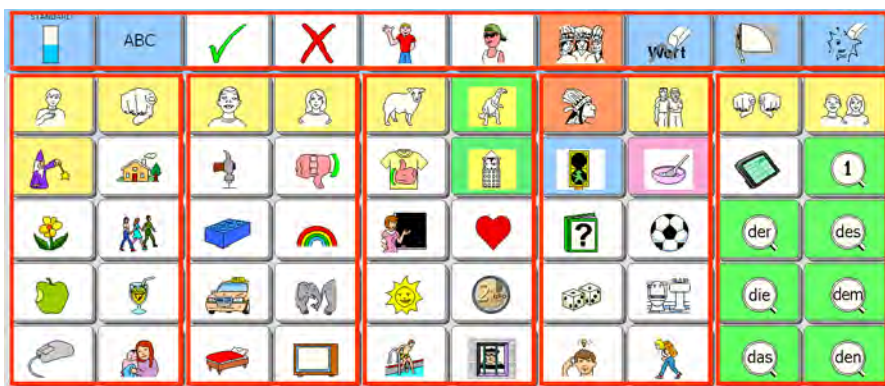 STANDARD!
ABC
Wert
1
der
des
die
dem
das
den